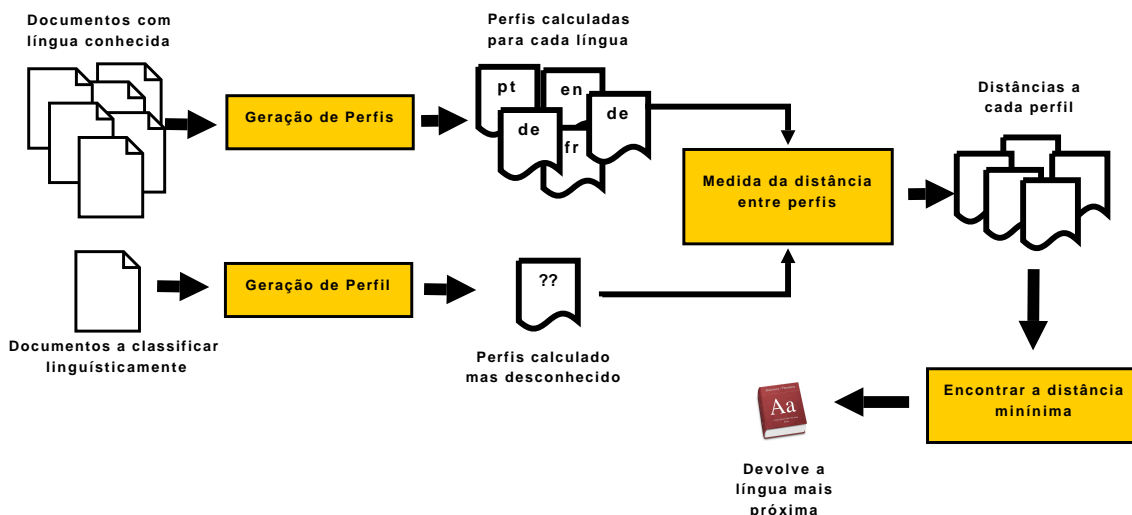 Documentos com
língua conhecida
Perfis calculadas
para cada língua
pt
en
de
de
fr
Geração de Perfis
Distâncias a
cada perfil
Medida da distância
entre perfis
Geração de Perfil
??
Documentos a classificar
linguísticamente
Perfis calculado
mas desconhecido
Encontrar a distância
minínima
Aa
Devolve a
língua mais
próxima